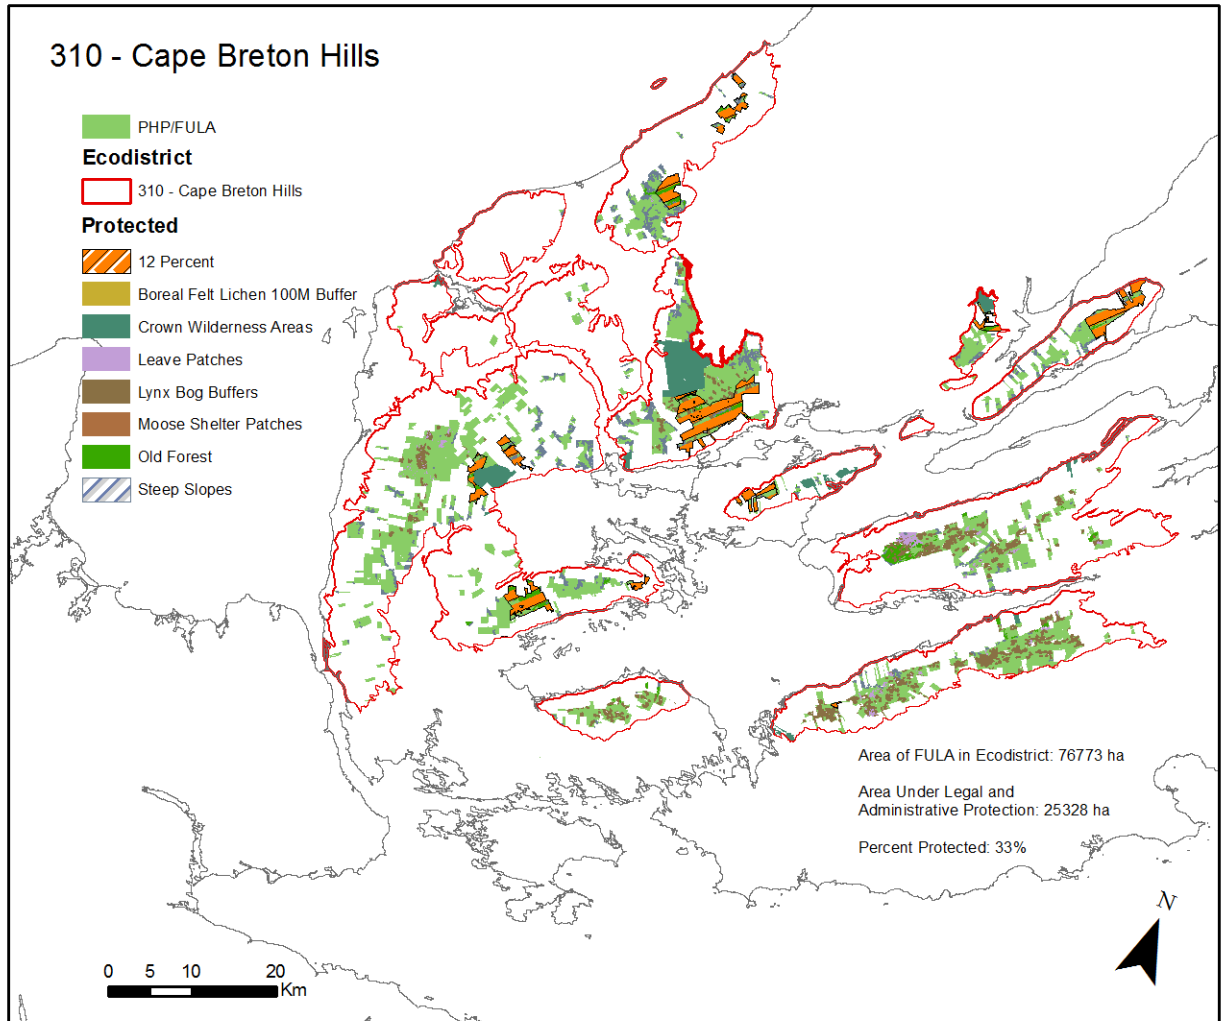 310 - Cape Breton Hills
PHP/FULA
Ecodistrict
310 - Cape Breton Hills
Protected
12 Percent
Boreal Felt Lichen 100M Buffer
Crown Wilderness Areas
Leave Patches
Lynx Bog Buffers
Moose Shelter Patches
Old Forest
Steep Slopes
Area of FULA in Ecodistrict: 76773 ha
Area Under Legal and
Administrative Protection: 25328 ha
Percent Protected: 33%
N
0 5 10 20
Km